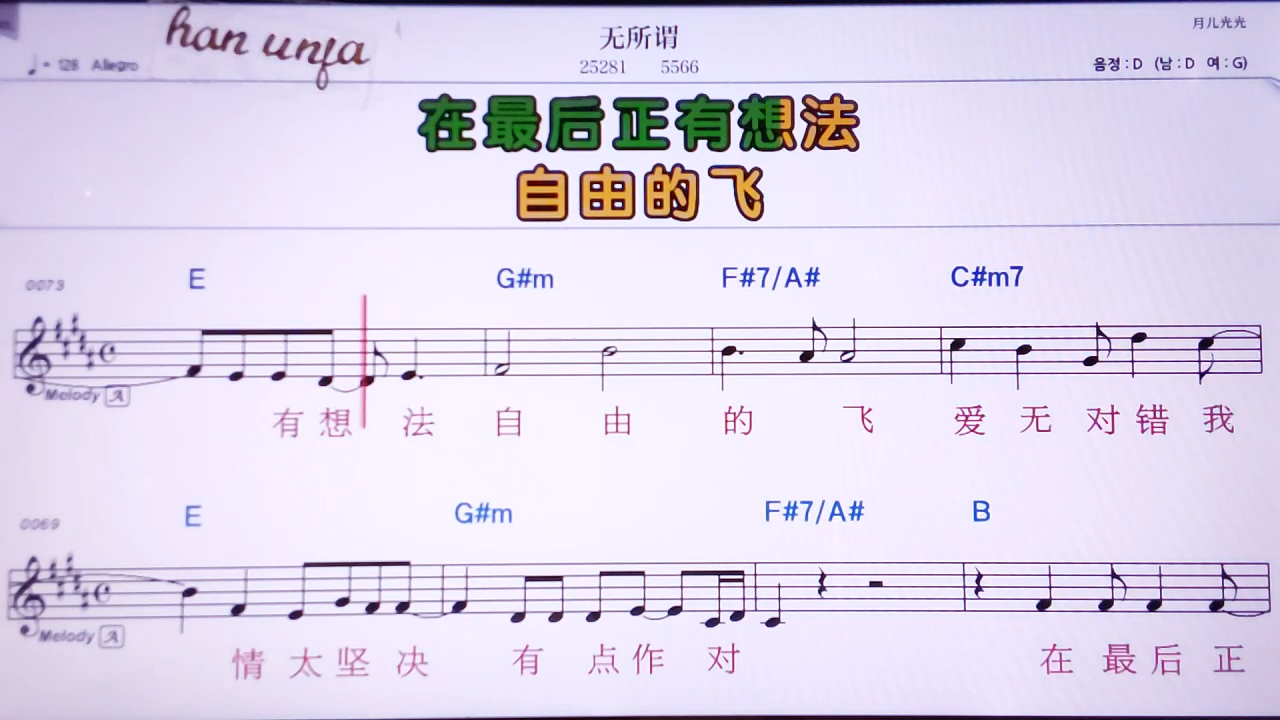 han unja
无所谓
月儿光光
♩= 128 Allegro
25281 5566
음정 : D (남 : D 여 : G)
在最后正有想法
自由的飞
0073
E G#m F#7/A# C#m7
Melody A
有想 法 自 由 的 飞 爱 无 对 错 我
0069
E G#m F#7/A# B
Melody A
情 太 坚 决 有 点 作 对 在 最 后 正